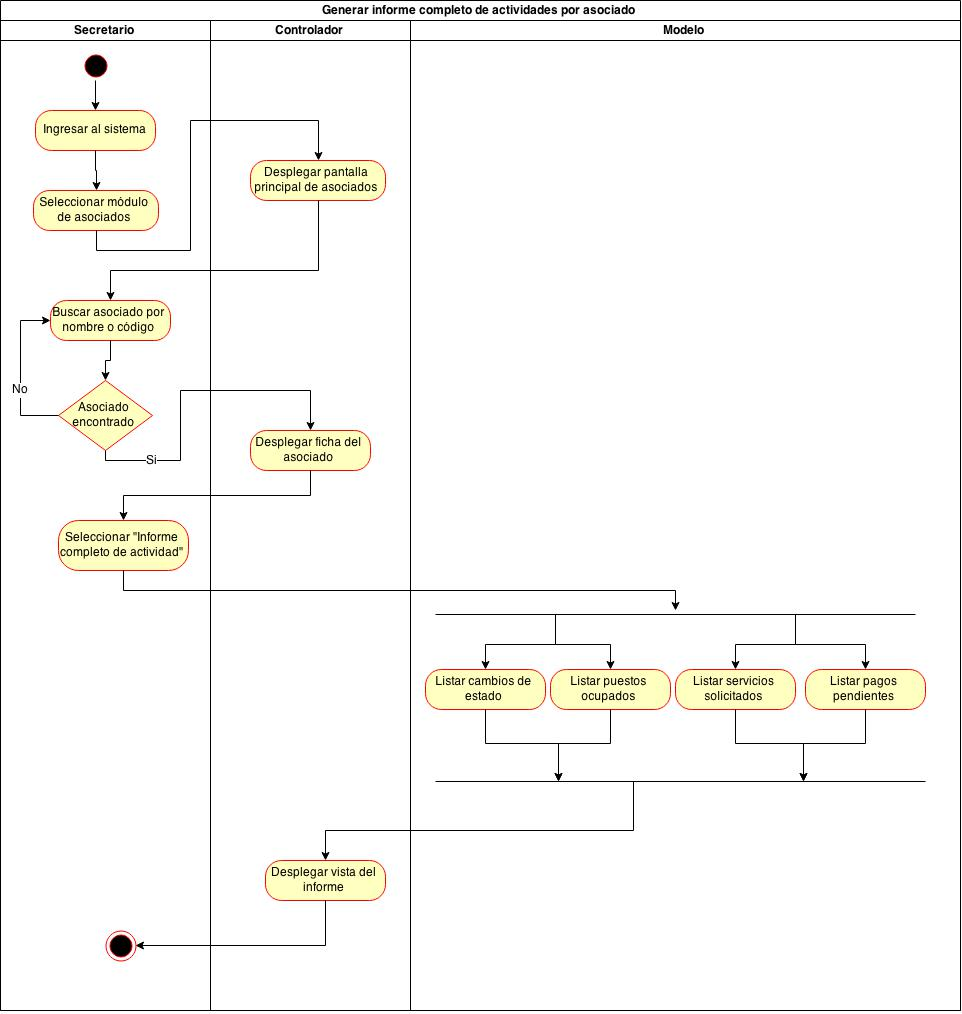 Generar informe completo de actividades por asociado
Secretario
Controlador
Modelo
Ingresar al sistema
Seleccionar módulo
de asociados
Desplegar pantalla
principal de asociados
Buscar asociado por
nombre o código
No
Asociado
encontrado
Si
Desplegar ficha del
asociado
Seleccionar "Informe
completo de actividad"
Listar cambios de
estado
Listar puestos
ocupados
Listar servicios
solicitados
Listar pagos
pendientes
Desplegar vista del
informe